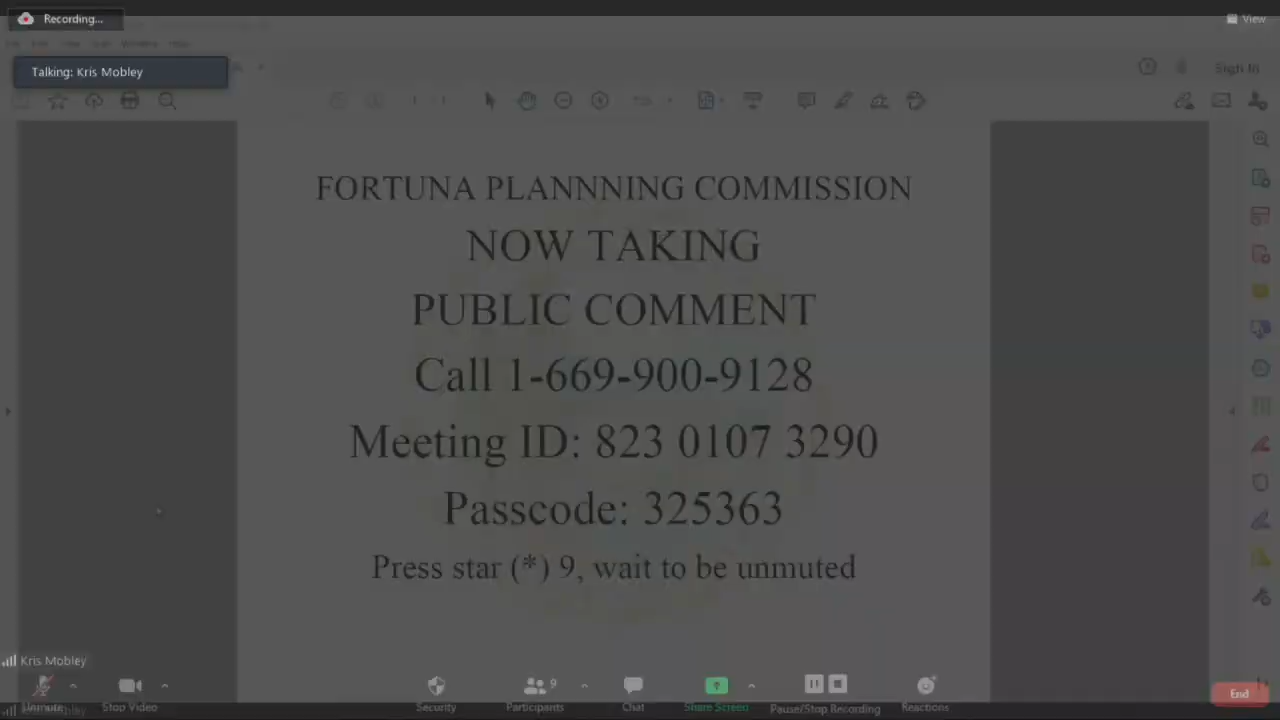 Recording...
View
Talking: Kris Mobley
Sign In
FORTUNA PLANNNING COMMISSION
NOW TAKING
PUBLIC COMMENT
Call 1-669-900-9128
Meeting ID: 823 0107 3290
Passcode: 325363
Press star (*) 9, wait to be unmuted
Kris Mobley
Unmute
Stop Video
Security
Participants
9
Chat
Share Screen
Pause/Stop Recording
Reactions
End